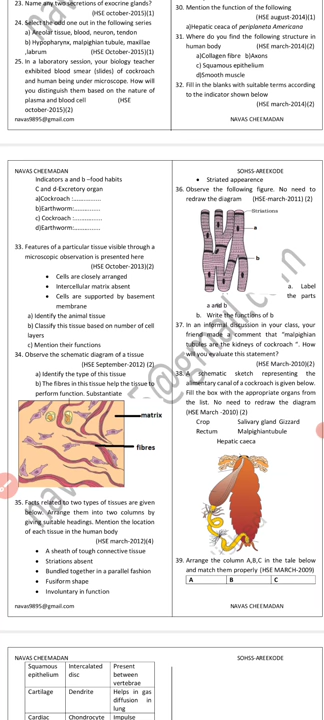 23. Name any two secretions of exocrine glands?
(HSE october-2015)(1)
24. Select the odd one out in the following series
a) Areolar tissue, blood, neuron, tendon
b) Hypopharynx, malpighian tubule, maxillae
,labrum (HSE October-2015)(1)
25. In a laboratory session, your biology teacher
exhibited blood smear (slides) of cockroach
and human being under microscope. How will
you distinguish them based on the nature of
plasma and blood cell (HSE
october-2015)(2)
navas9895@gmail.com
30. Mention the function of the following
(HSE august-2014)(1)
a)Hepatic ceaca of periplaneta Americana
31. Where do you find the following structure in
human body (HSE march-2014)(2)
a)Collagen fibre b)Axons
c) Squamous epithelium
d)Smooth muscle
32. Fill in the blanks with suitable terms according
to the indicator shown below
(HSE march-2014)(2)
NAVAS CHEEMADAN
NAVAS CHEEMADAN
Indicators a and b –food habits
C and d-Excretory organ
a)Cockroach :..............
b)Earthworm:..............
c) Cockroach :..............
d)Earthworm:..............
33. Features of a particular tissue visible through a
microscopic observation is presented here
(HSE October-2013)(2)
• Cells are closely arranged
• Intercellular matrix absent
• Cells are supported by basement
membrane
a) Identify the animal tissue
b) Classify this tissue based on number of cell
layers
c) Mention their functions
34. Observe the schematic diagram of a tissue
(HSE September-2012) (2)
a) Identify the type of this tissue
b) The fibres in this tissue help the tissue to
perform function. Substantiate
matrix
fibres
35. Facts related to two types of tissues are given
below. Arrange them into two columns by
giving suitable headings. Mention the location
of each tissue in the human body
(HSE march-2012)(4)
• A sheath of tough connective tissue
• Striations absent
• Bundled together in a parallel fashion
• Fusiform shape
• Involuntary in function
navas9895@gmail.com
SOHSS-AREEKODE
• Striated appearence
36. Observe the following figure. No need to
redraw the diagram (HSE-march-2011) (2)
Striations
a
b
a. Label
the parts
a and b
b. Write the functions of b
37. In an informal discussion in your class, your
friend made a comment that "malpighian
tubules are the kidneys of cockroach ". How
will you evaluate this statement?
(HSE March-2010)(2)
38. A schematic sketch representing the
alimentary canal of a cockroach is given below.
Fill the box with the appropriate organs from
the list. No need to redraw the diagram
(HSE March -2010) (2)
Crop Salivary gland Gizzard
Rectum Malpighiantubule
Hepatic caeca
39. Arrange the column A,B,C in the tale below
and match them properly (HSE MARCH-2009)
A B C
NAVAS CHEEMADAN
NAVAS CHEEMADAN
SOHSS-AREEKODE
Squamous epithelium Intercalated disc Present between vertebrae
Cartilage Dendrite Helps in gas diffusion in lung
Cardiac Chondrocyte Impulse